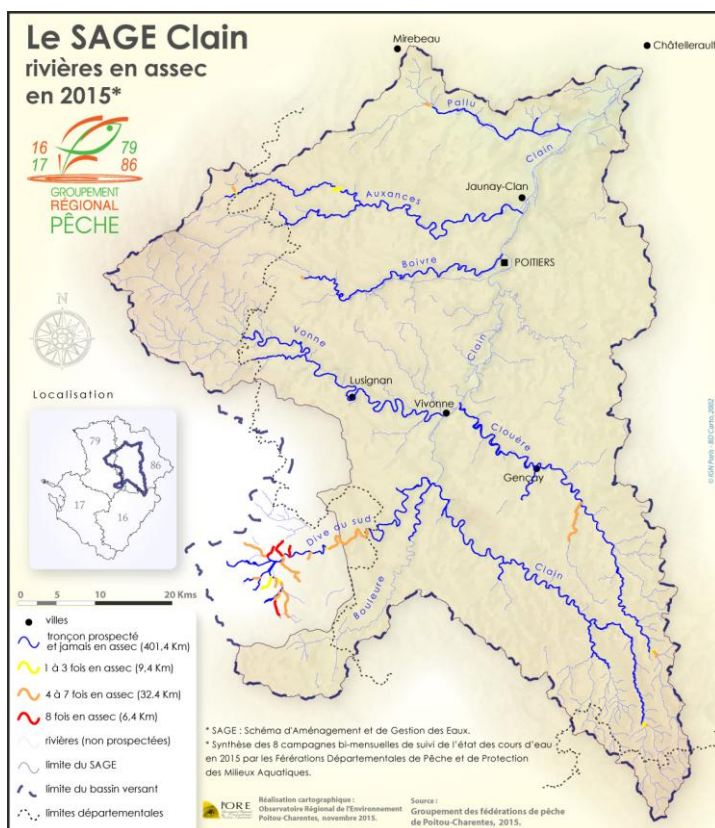 Le SAGE Clain
rivières en assec
en 2015*
16
17
79
86
GROUPEMENT
RÉGIONAL
PÊCHE
Mirebeau
Châtellerault
Pallu
Clain
Jaunay-Clan
Auxances
Boivre
POITIERS
N
Vonne
Clain
Lusignan
Vivonne
Clouère
Gençay
Dive du sud
Clain
Bouleure
© IGN Paris - BD Carto, 2002
Localisation
79
86
17
16
0 5 10 20 Kms
villes
tronçon prospecté
et jamais en assec (401,4 Km)
1 à 3 fois en assec (9,4 Km)
4 à 7 fois en assec (32.4 Km)
8 fois en assec (6,4 Km)
rivières (non prospectées)
limite du SAGE
limite du bassin versant
limites départementales
* SAGE : Schéma d'Aménagement et de Gestion des Eaux.
* Synthèse des 8 campagnes bi-mensuelles de suivi de l'état des cours d'eau
en 2015 par les Férérations Départementales de Pêche et de Protection
des Milieux Aquatiques.
l'ORE
Réalisation cartographique :
Observatoire Régional de l'Environnement
Poitou-Charentes, novembre 2015.
Source :
Groupement des fédérations de pêche
de Poitou-Charentes, 2015.